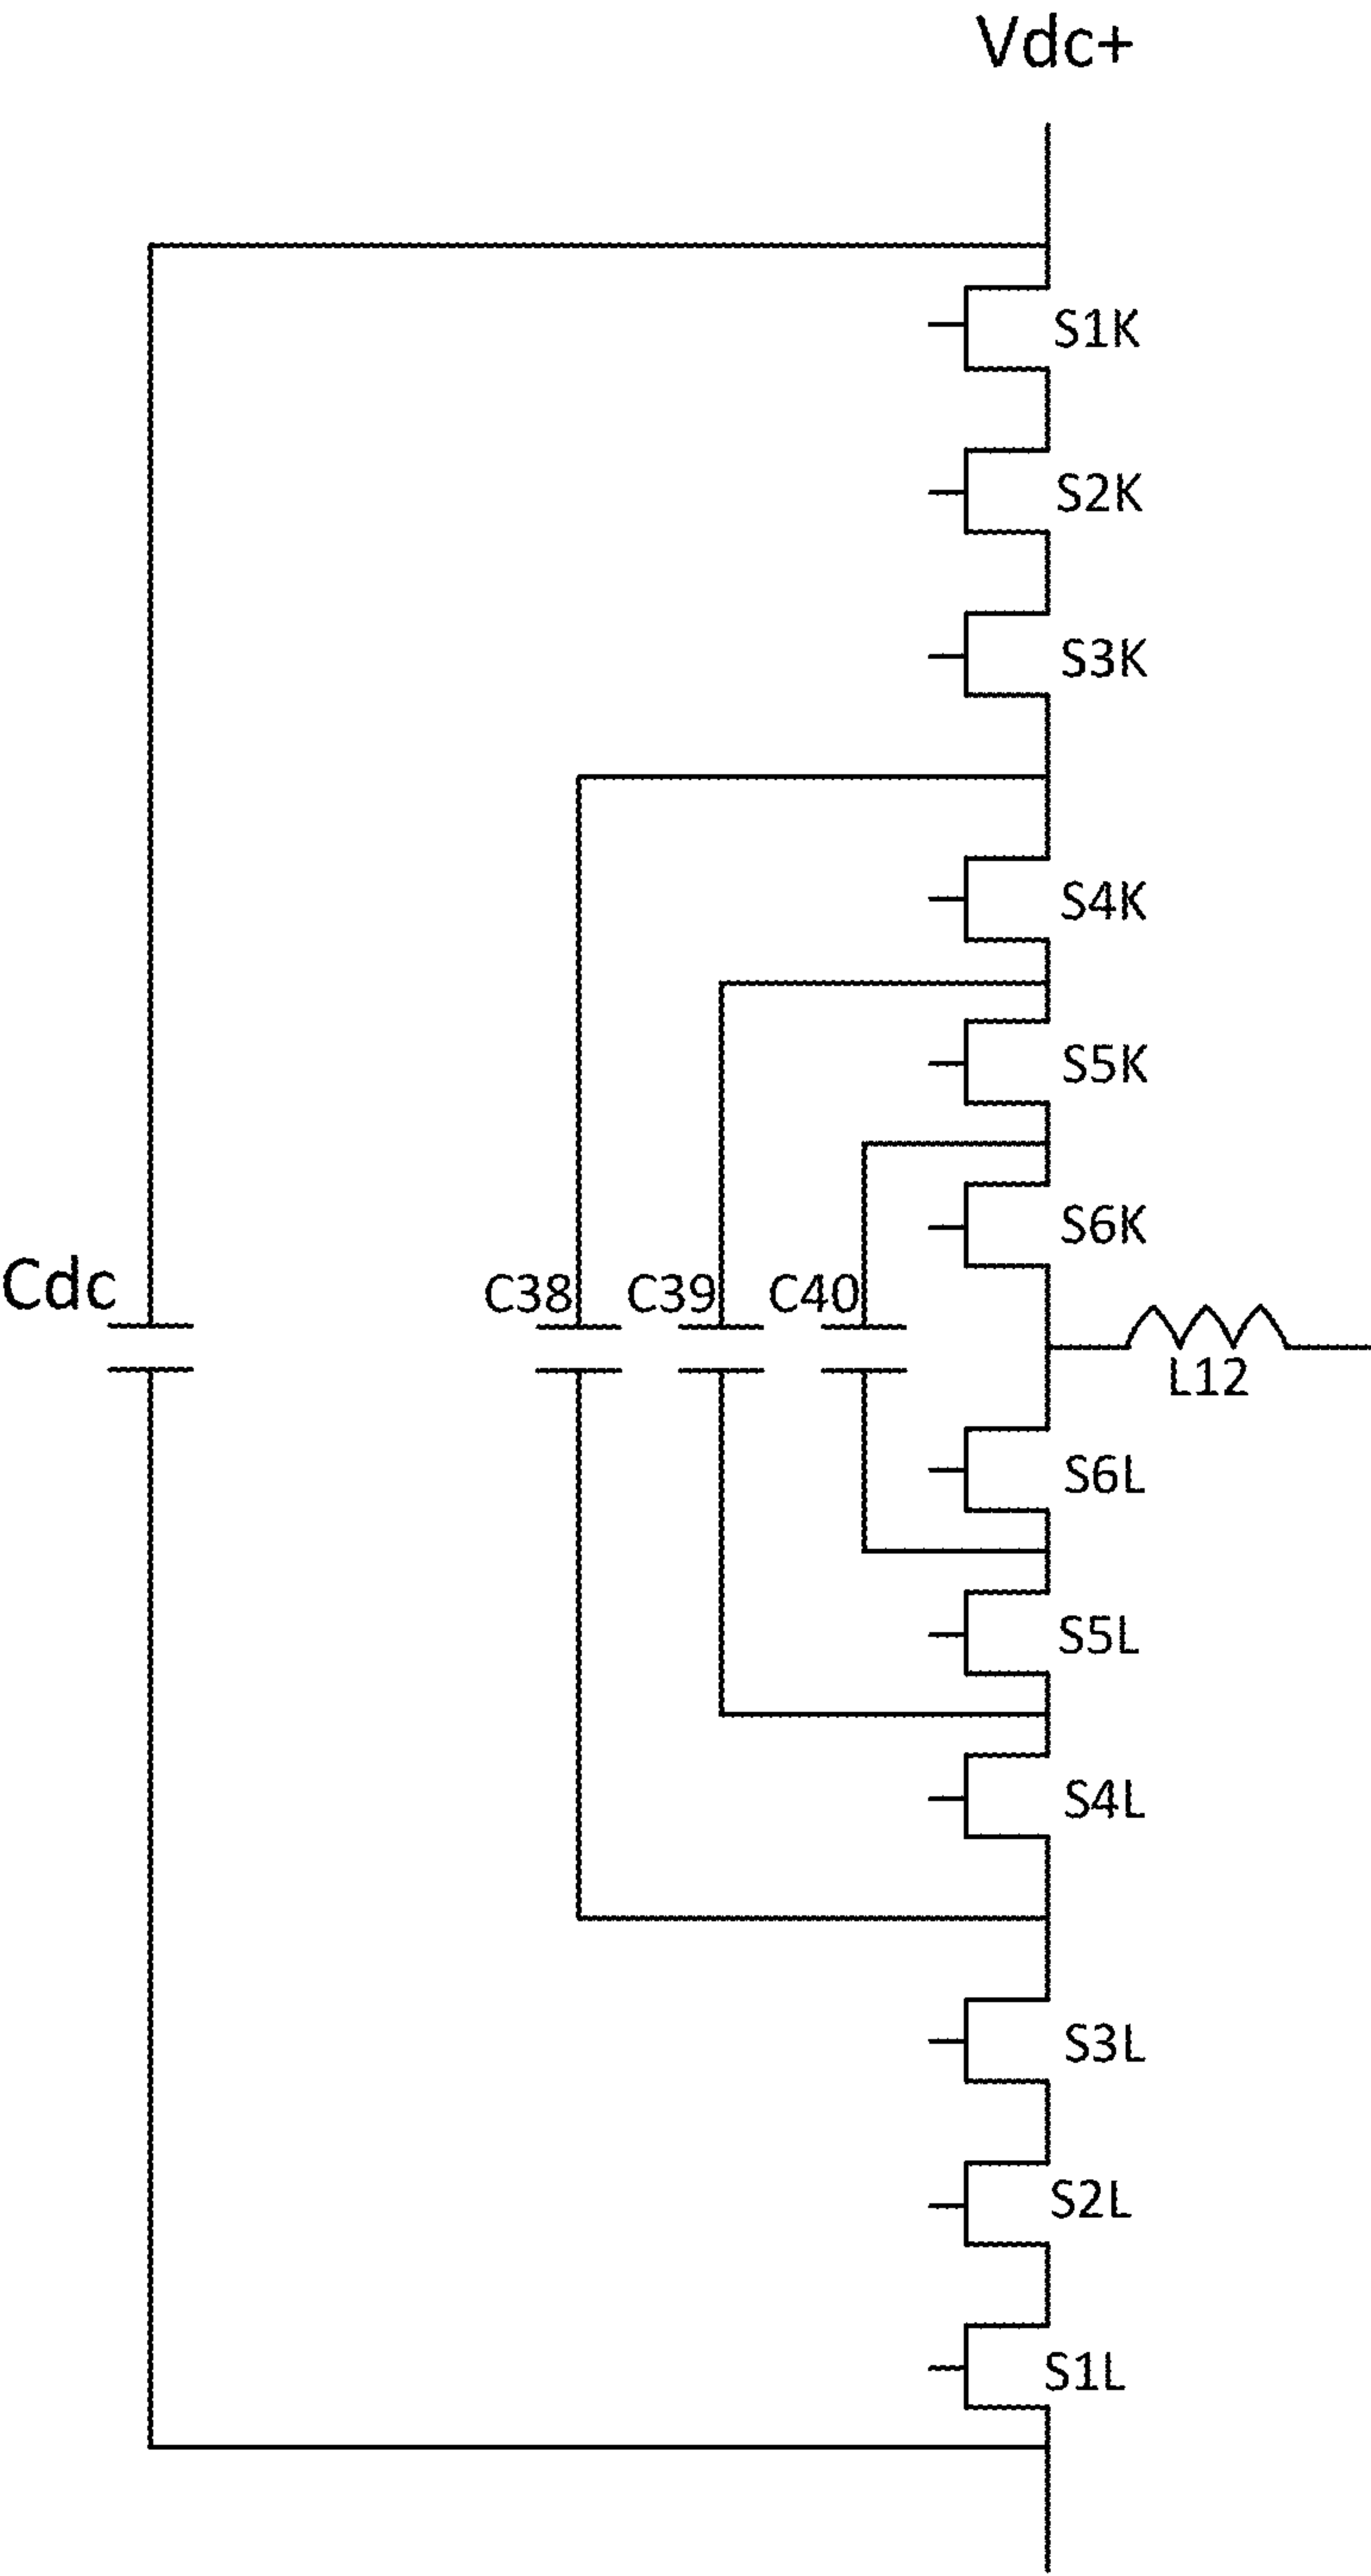 Vdc+
S1K
S2K
S3K
S4K
S5K
S6K
Cdc
C38
C39
C40
L12
S6L
S5L
S4L
S3L
S2L
S1L